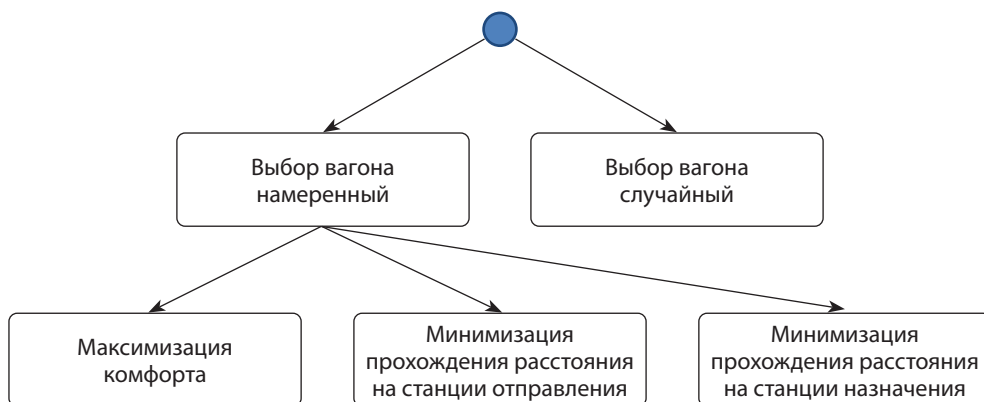 Выбор вагона
намеренный
Выбор вагона
случайный
Максимизация
комфорта
Минимизация
прохождения расстояния
на станции отправления
Минимизация
прохождения расстояния
на станции назначения